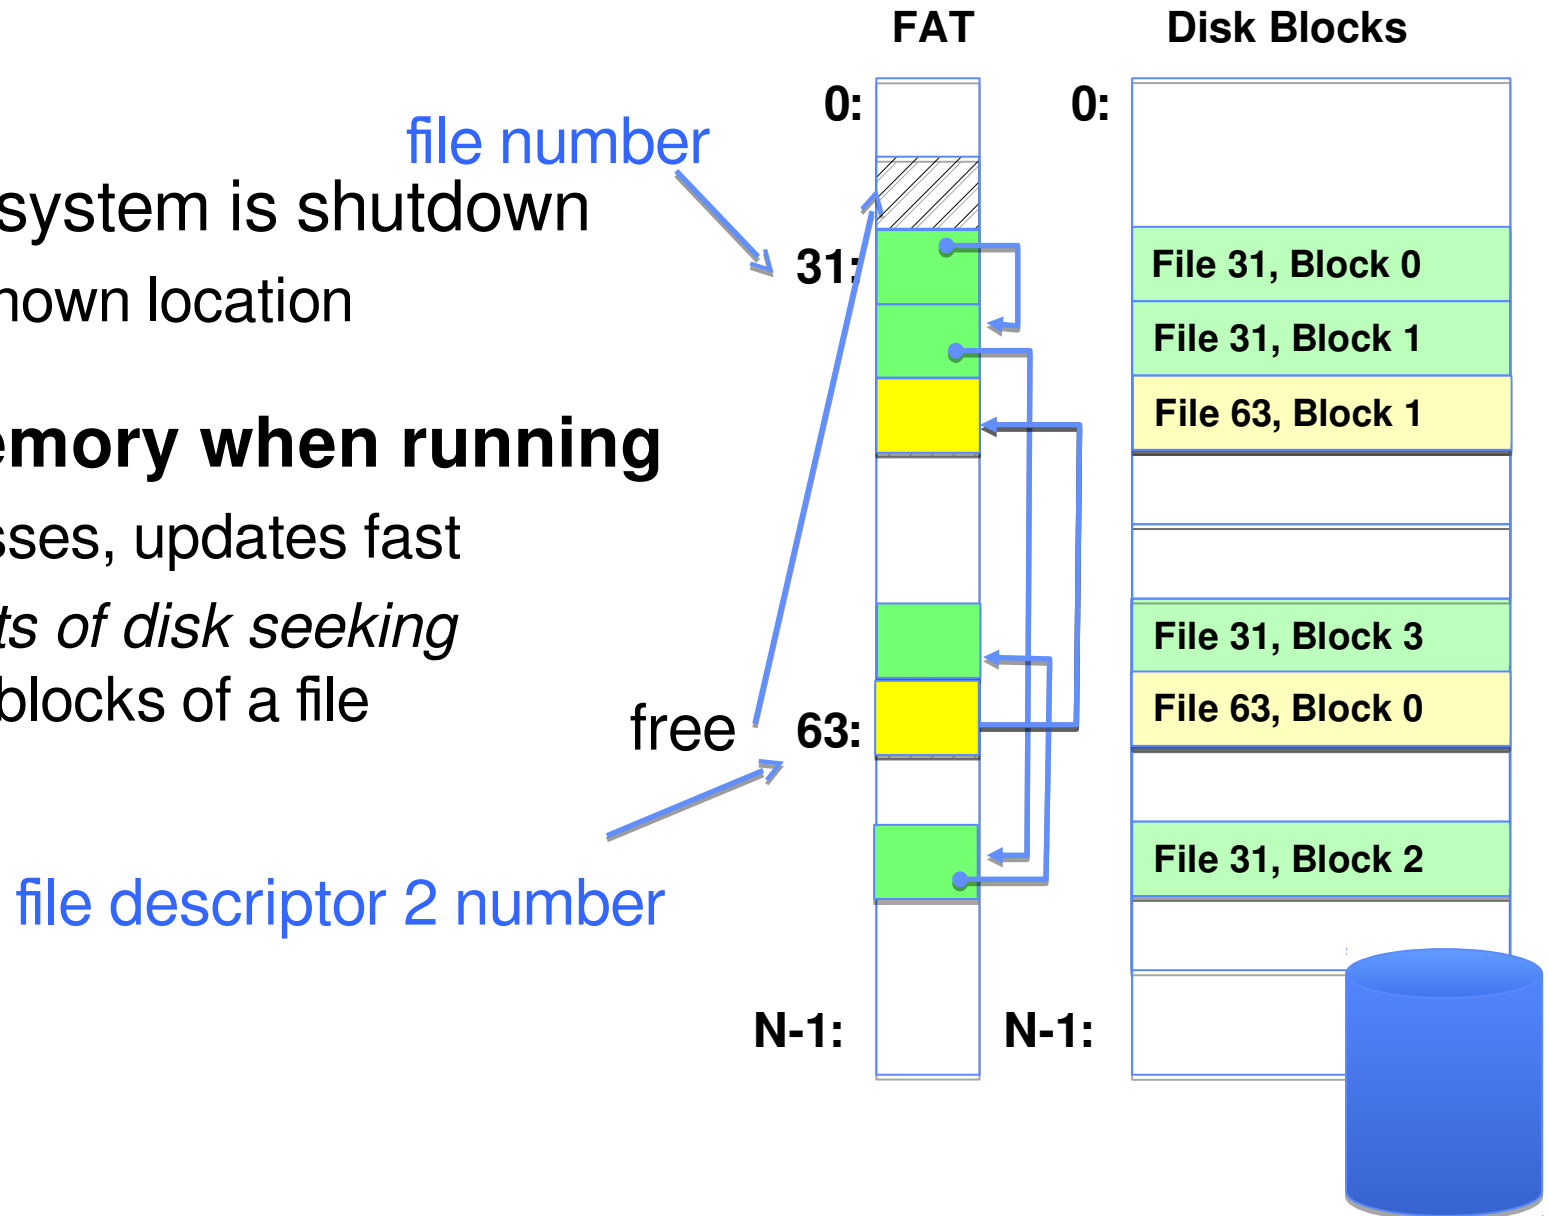 FAT
Disk Blocks
0:
0:
file number
system is shutdown
31:
File 31, Block 0
nown location
File 31, Block 1
File 63, Block 1
emory when running
sses, updates fast
ts of disk seeking
File 31, Block 3
blocks of a file
free
63:
File 63, Block 0
File 31, Block 2
file descriptor 2 number
N-1:
N-1: